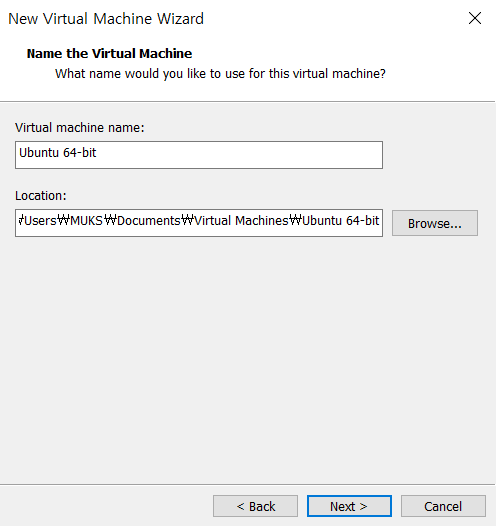 New Virtual Machine Wizard
Name the Virtual Machine
What name would you like to use for this virtual machine?
Virtual machine name:
Ubuntu 64-bit
Location:
₩Users₩MUKS₩Documents₩Virtual Machines₩Ubuntu 64-bit
Browse...
< Back
Next >
Cancel